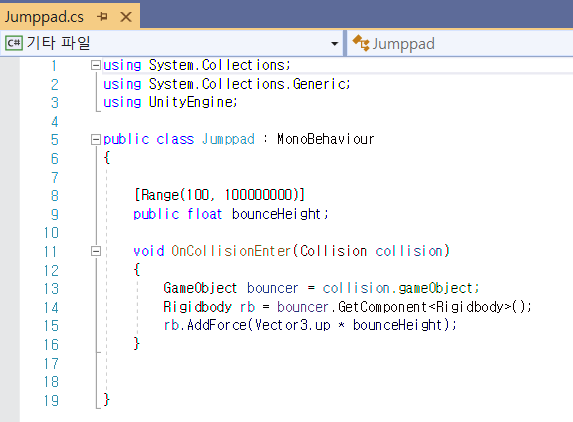 Jumppad.cs
C# 기타 파일
Jumppad
1 using System.Collections;
2 using System.Collections.Generic;
3 using UnityEngine;
4
5 public class Jumppad : MonoBehaviour
6 {
7
8 [Range(100, 100000000)]
9 public float bounceHeight;
10
11 void OnCollisionEnter(Collision collision)
12 {
13 GameObject bouncer = collision.gameObject;
14 Rigidbody rb = bouncer.GetComponent<Rigidbody>();
15 rb.AddForce(Vector3.up * bounceHeight);
16 }
17
18
19 }